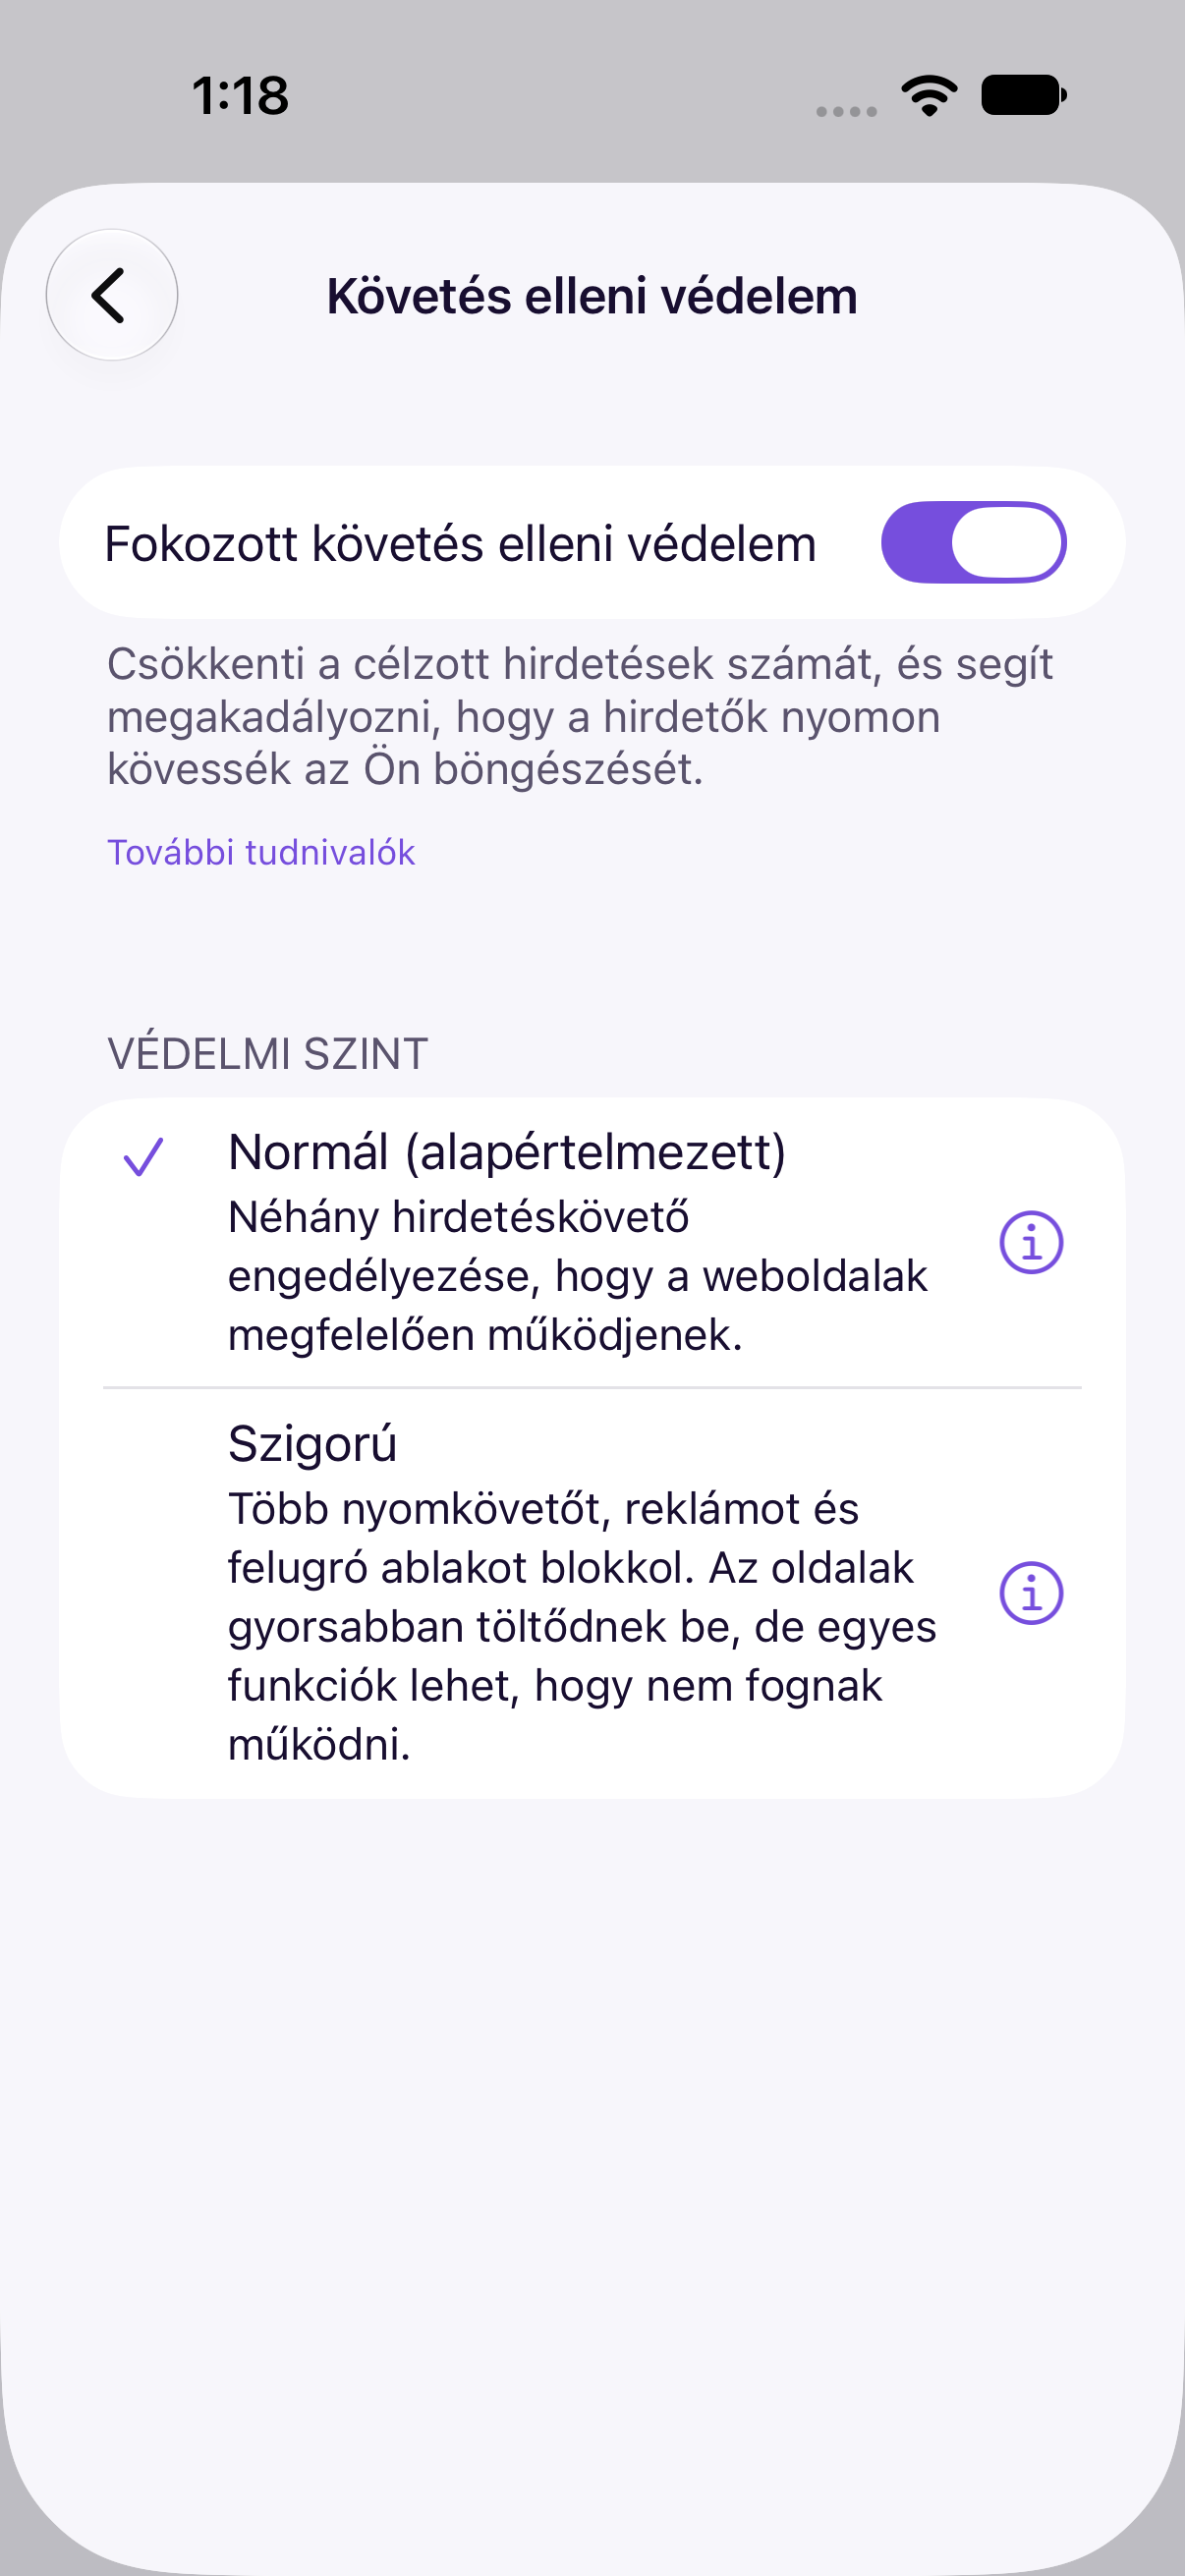 1:18
Követés elleni védelem
Fokozott követés elleni védelem
Csökkenti a célzott hirdetések számát, és segít
megakadályozni, hogy a hirdetők nyomon
kövessék az Ön böngészését.
További tudnivalók
VÉDELMI SZINT
Normál (alapértelmezett)
Néhány hirdetéskövető
engedélyezése, hogy a weboldalak
megfelelően működjenek.
Szigorú
Több nyomkövetőt, reklámot és
felugró ablakot blokkol. Az oldalak
gyorsabban töltődnek be, de egyes
funkciók lehet, hogy nem fognak
működni.